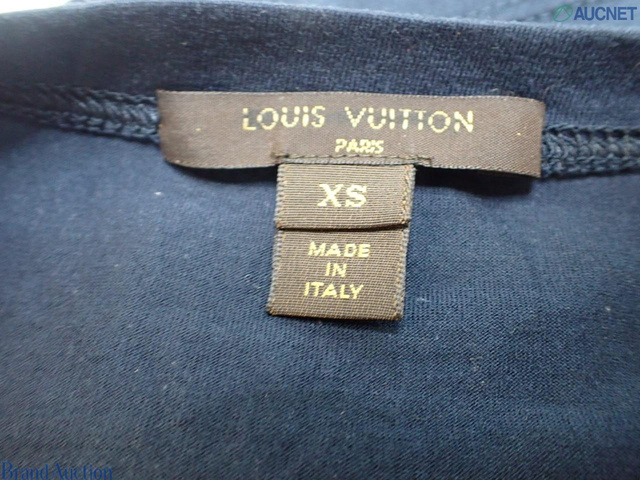 AUCNET
LOUIS VUITTON
PARIS
XS
MADE
IN
ITALY
Brand Auction